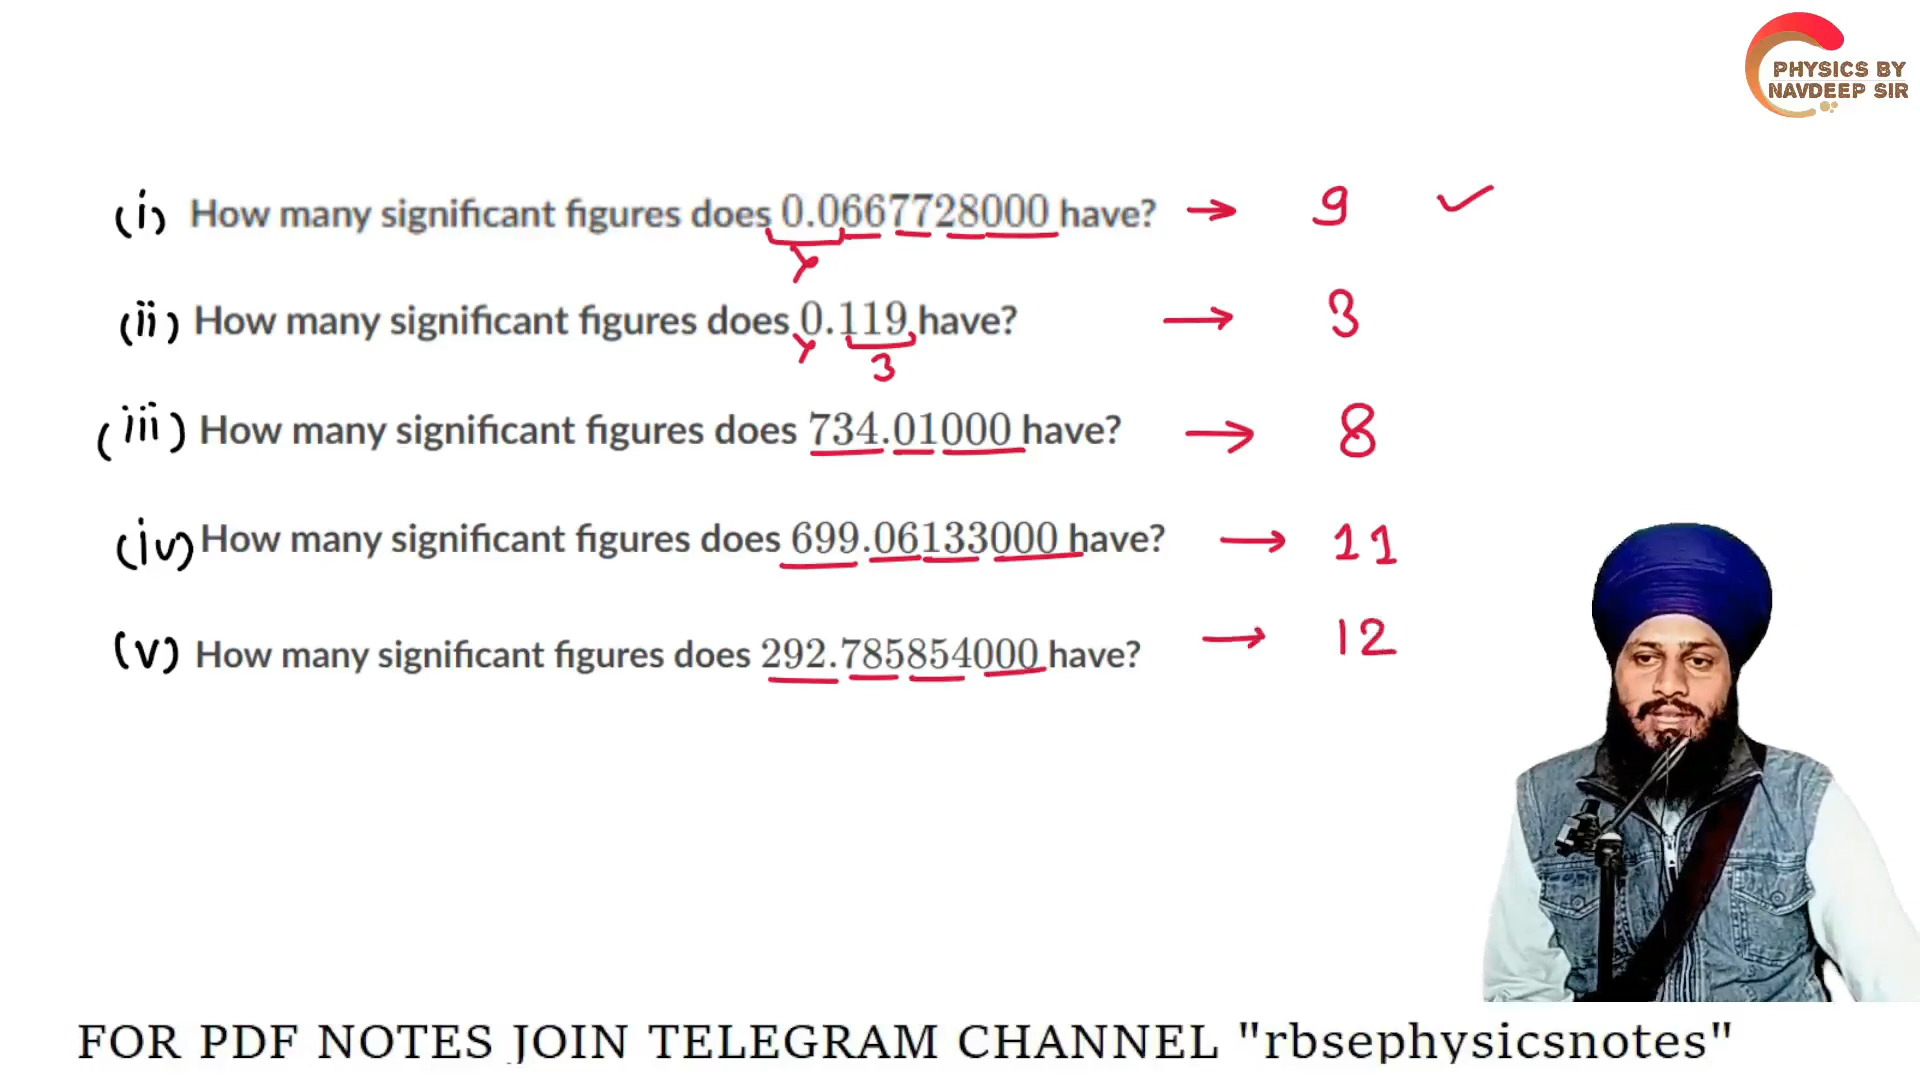 PHYSICS BY
NAVDEEP SIR
(i) How many significant figures does 0.0667728000 have? → 9 ✓
x
(ii) How many significant figures does 0.119 have? → 3
x 3
(iii) How many significant figures does 734.01000 have? → 8
(iv) How many significant figures does 699.06133000 have? → 11
(v) How many significant figures does 292.785854000 have? → 12
FOR PDF NOTES JOIN TELEGRAM CHANNEL "rbsephysicsnotes"